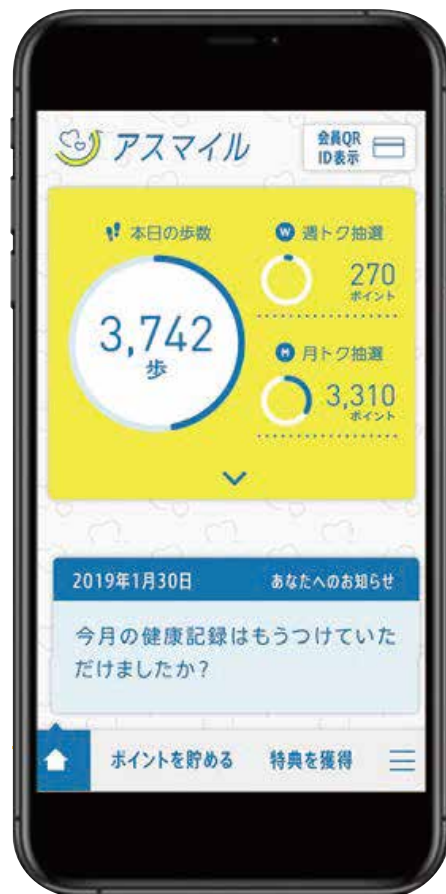 アスマイル
会員QR
ID表示
本日の歩数
3,742
歩
W 週トク抽選
270
ポイント
M 月トク抽選
3,310
ポイント
2019年1月30日
あなたへのお知らせ
今月の健康記録はもうつけていた
だけましたか?
ポイントを貯める
特典を獲得